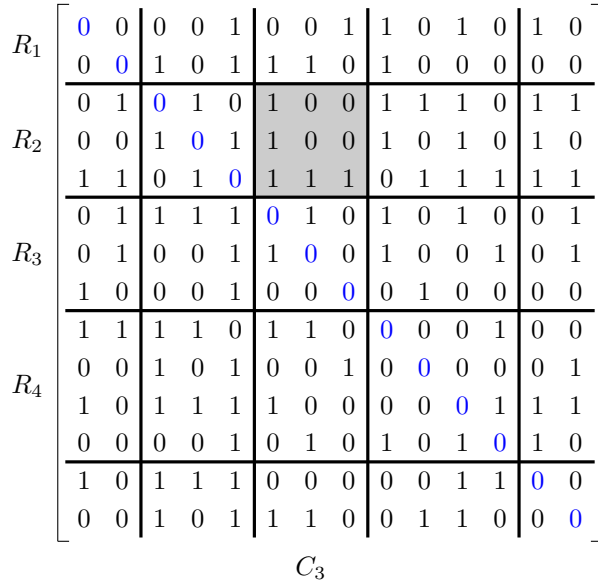 0 0 0 0 1 0 0 1 1 0 1 0 1 0
R₁
0 0 1 0 1 1 1 0 1 0 0 0 0 0
0 1 0 1 0 1 0 0 1 1 1 0 1 1
R₂ 0 0 1 0 1 1 0 0 1 0 1 0 1 0
1 1 0 1 0 1 1 1 0 1 1 1 1 1
0 1 1 1 1 0 1 0 1 0 1 0 0 1
R₃ 0 1 0 0 1 1 0 0 1 0 0 1 0 1
1 0 0 0 1 0 0 0 0 1 0 0 0 0
1 1 1 1 0 1 1 0 0 0 0 1 0 0
0 0 1 0 1 0 0 1 0 0 0 0 0 1
R₄
1 0 1 1 1 1 0 0 0 0 0 1 1 1
0 0 0 0 1 0 1 0 1 0 1 0 1 0
1 0 1 1 1 0 0 0 0 0 1 1 0 0
0 0 1 0 1 1 1 0 0 1 1 0 0 0
C₃